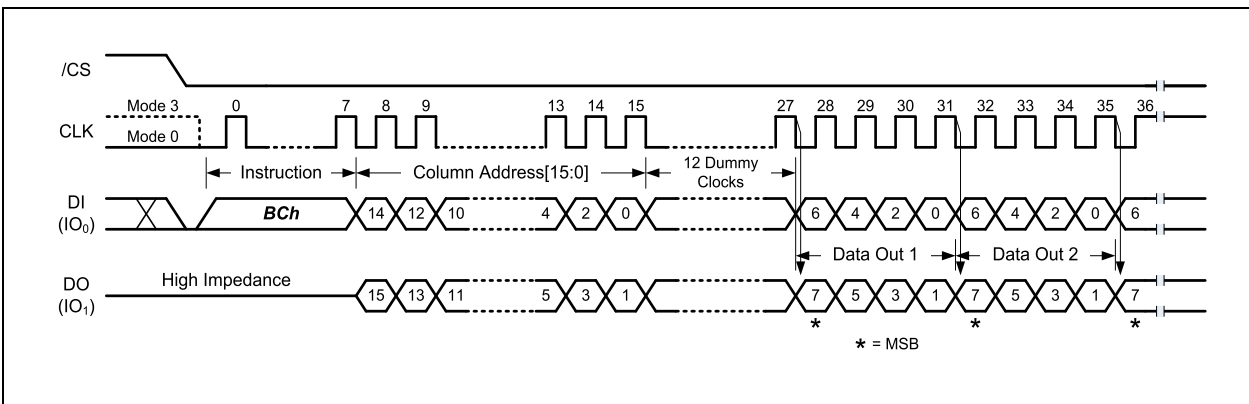 /CS
Mode 3 0 7 8 9 13 14 15 27 28 29 30 31 32 33 34 35 36
CLK
Mode 0
Instruction Column Address[15:0] 12 Dummy
Clocks
DI
(IO0)
BCh 14 12 10 4 2 0 6 4 2 0 6 4 2 0 6
Data Out 1 Data Out 2
High Impedance
DO
(IO1)
15 13 11 5 3 1 7 5 3 1 7 5 3 1 7
* * *
* = MSB